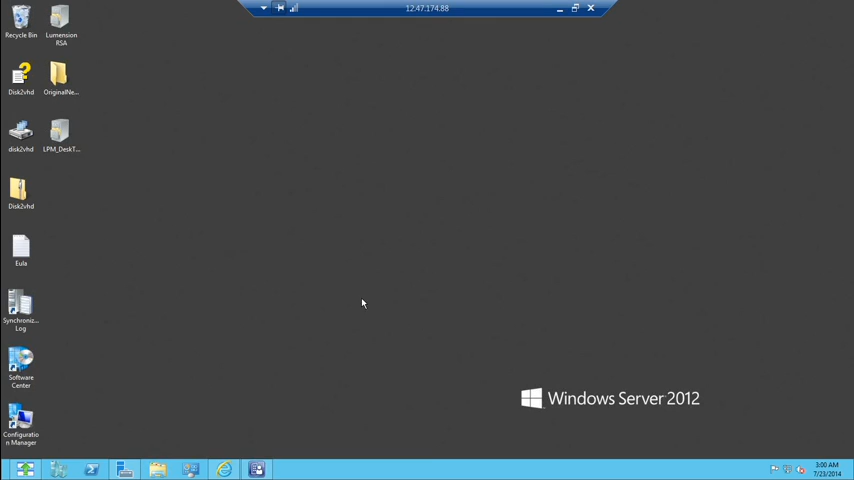 12.47.174.88
Recycle Bin
Lumension
RSA
Disk2vhd
OriginalNe...
disk2vhd
LPM_DeskT...
Disk2vhd
Eula
Synchroniz...
Log
Software
Center
Configuratio
n Manager
Windows Server 2012
3:00 AM
7/23/2014